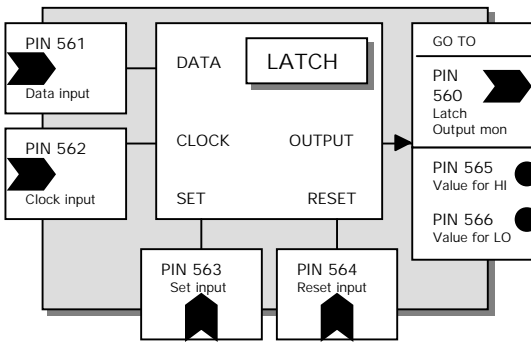 PIN 561
Data input
PIN 562
Clock input
DATA
LATCH
CLOCK
OUTPUT
SET
RESET
PIN 563
Set input
PIN 564
Reset input
GO TO
PIN
560
Latch
Output mon
PIN 565
Value for HI
PIN 566
Value for LO